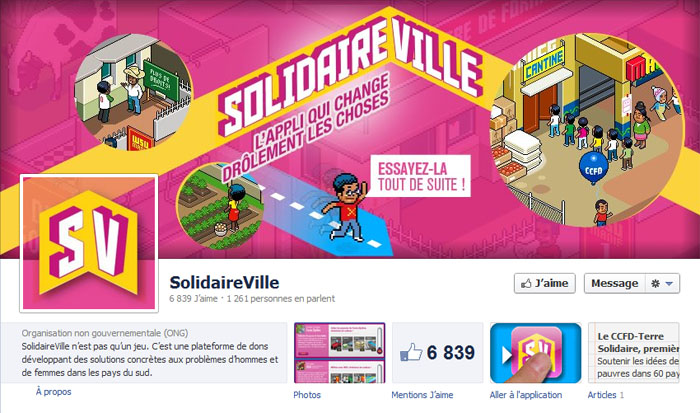 SOLIDAIREVILLE
L'APPLI QUI CHANGE
DRÔLEMENT LES CHOSES
PLUS DE
DROITS!
CANTINE
CCFD
ESSAYEZ-LA
TOUT DE SUITE !
SV
SolidaireVille
6 839 J'aime · 1 261 personnes en parlent
J'aime
Message
Organisation non gouvernementale (ONG)
SolidaireVille n'est pas qu'un jeu. C'est une plateforme de dons
développant des solutions concrètes aux problèmes d'hommes et
de femmes dans les pays du sud.
À propos
Photos
6 839
Mentions J'aime
Aller à l'application
Le CCFD-Terre
Solidaire, premièr
Soutenir les idées de
pauvres dans 60 pay
Articles 1